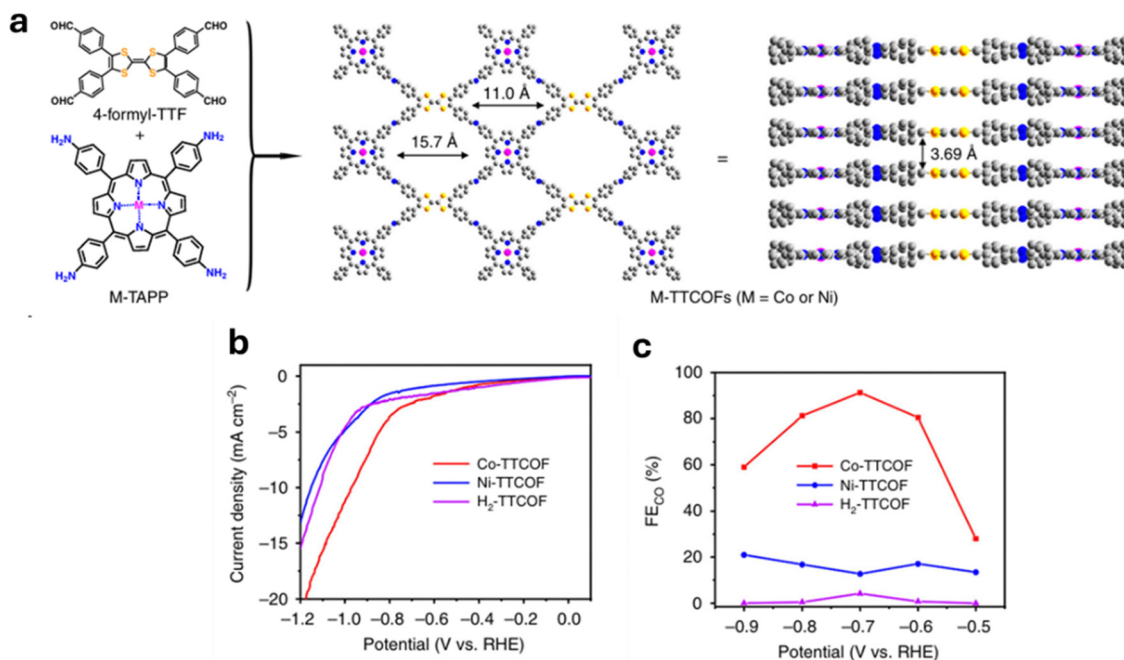 a
OHC
CHO
S
S
S
S
OHC
CHO
4-formyl-TTF
+
H₂N
NH₂
N
N
M
N
N
H₂N
NH₂
M-TAPP
11.0 Å
15.7 Å
=
3.69 Å
M-TTCOFs (M = Co or Ni)
b
Current density (mA cm⁻²)
0
−5
−10
−15
−20
Co-TTCOF
Ni-TTCOF
H₂-TTCOF
−1.2
−1.0
−0.8
−0.6
−0.4
−0.2
0.0
Potential (V vs. RHE)
c
FE_CO (%)
100
80
60
40
20
0
Co-TTCOF
Ni-TTCOF
H₂-TTCOF
−0.9
−0.8
−0.7
−0.6
−0.5
Potential (V vs. RHE)